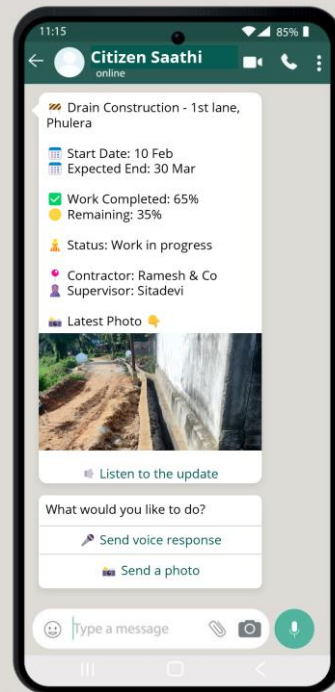 11:15
85%
Citizen Saathi
online
🚧 Drain Construction - 1st lane,
Phulera
🗓️ Start Date: 10 Feb
🗓️ Expected End: 30 Mar
✅ Work Completed: 65%
🟡 Remaining: 35%
Status: Work in progress
Contractor: Ramesh & Co
Supervisor: Sitadevi
📸 Latest Photo 👇
Listen to the update
What would you like to do?
🎤 Send voice response
📸 Send a photo
Type a message